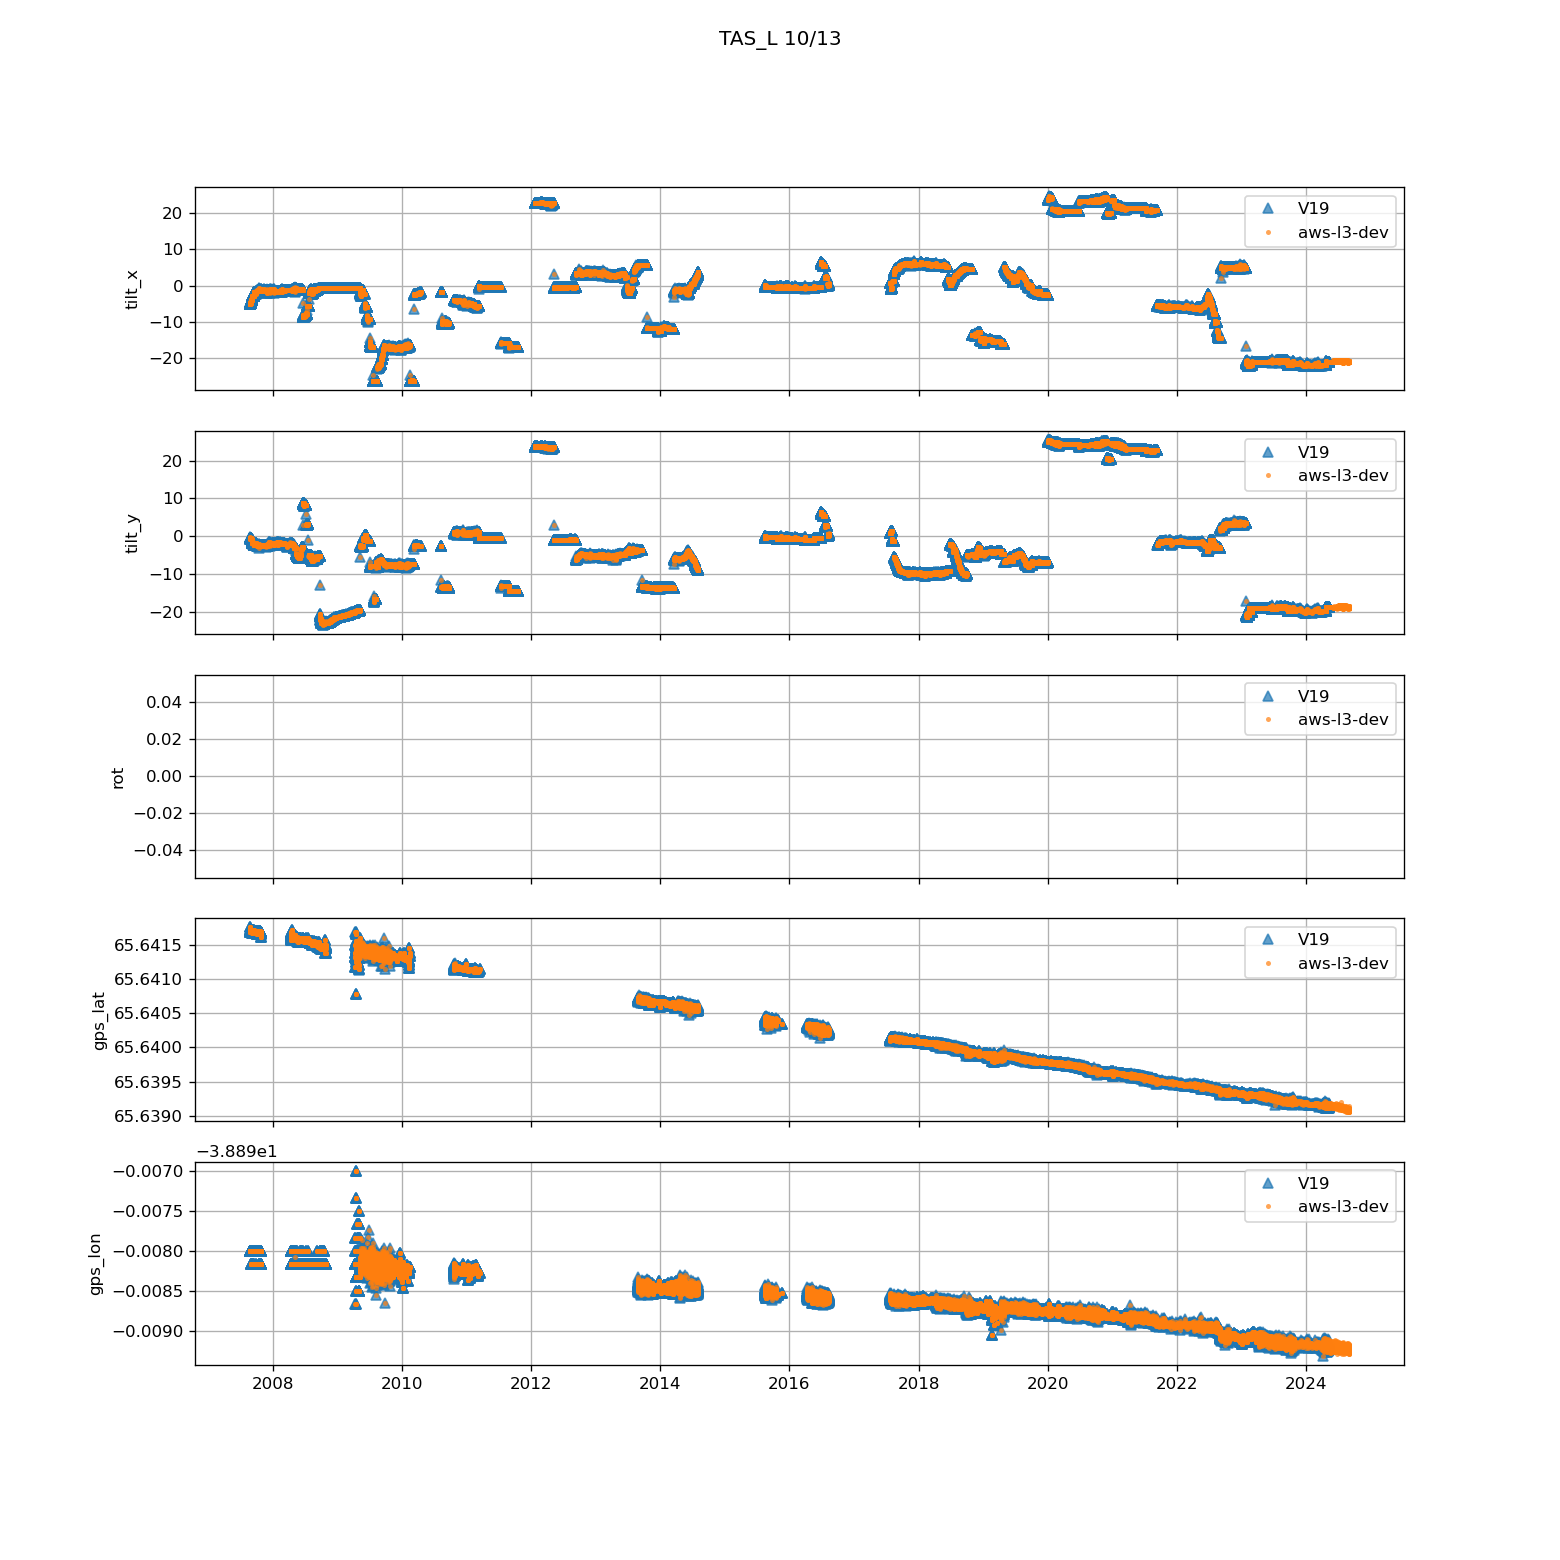 TAS_L 10/13
20
10
0
−10
−20
tilt_x
V19
aws-l3-dev
20
10
0
−10
−20
tilt_y
V19
aws-l3-dev
0.04
0.02
0.00
−0.02
−0.04
rot
V19
aws-l3-dev
65.6415
65.6410
65.6405
65.6400
65.6395
65.6390
gps_lat
V19
aws-l3-dev
−3.889e1
−0.0070
−0.0075
−0.0080
−0.0085
−0.0090
gps_lon
V19
aws-l3-dev
2008 2010 2012 2014 2016 2018 2020 2022 2024